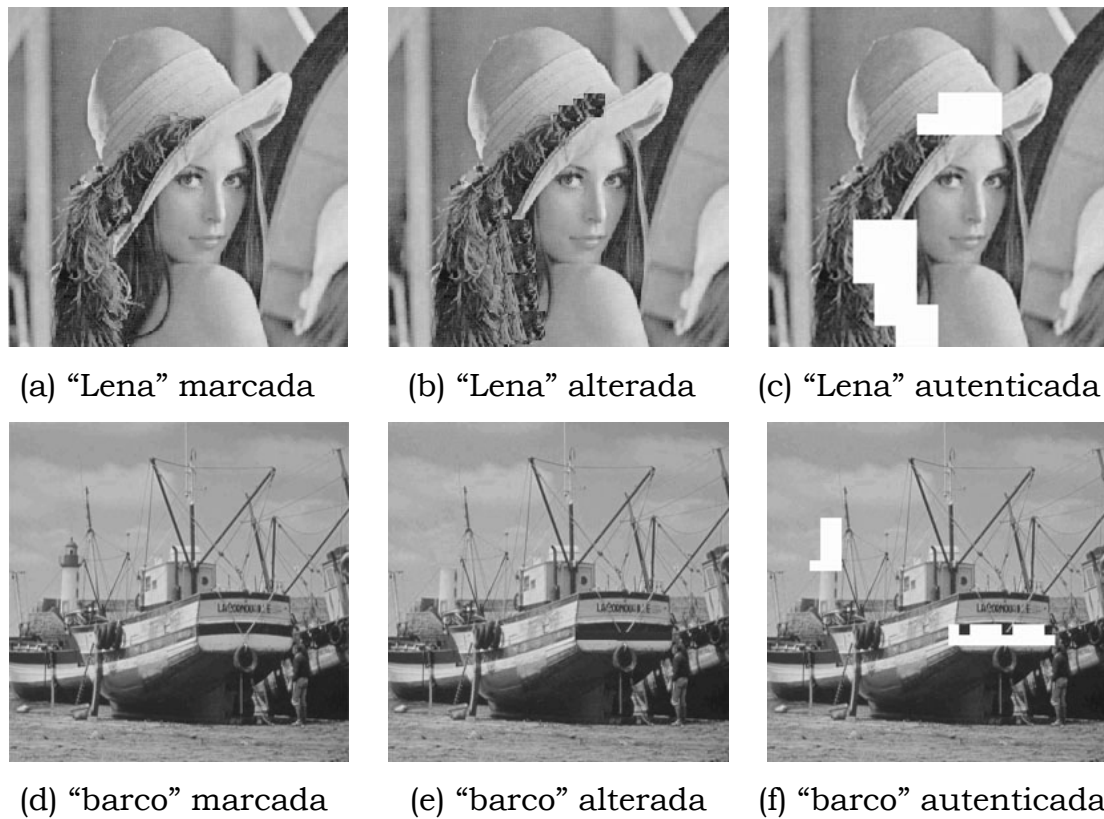 (a) “Lena” marcada
(b) “Lena” alterada
(c) “Lena” autenticada
(d) “barco” marcada
(e) “barco” alterada
(f) “barco” autenticada